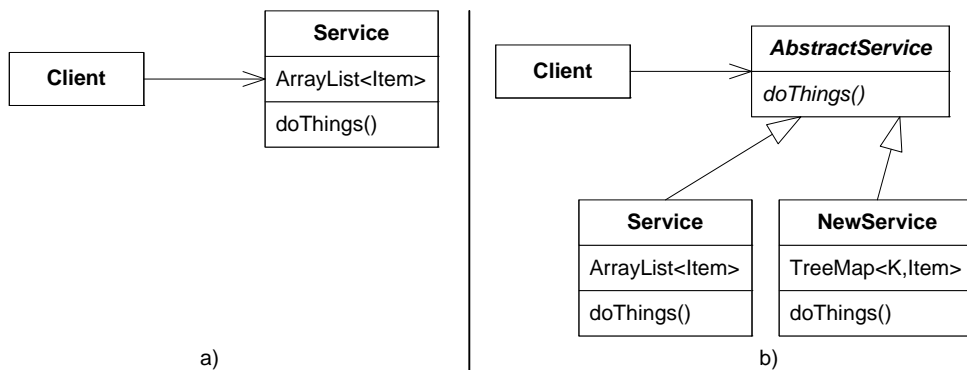 Client
Service
ArrayList<Item>
doThings()
a)
Client
AbstractService
doThings()
Service
ArrayList<Item>
doThings()
NewService
TreeMap<K,Item>
doThings()
b)